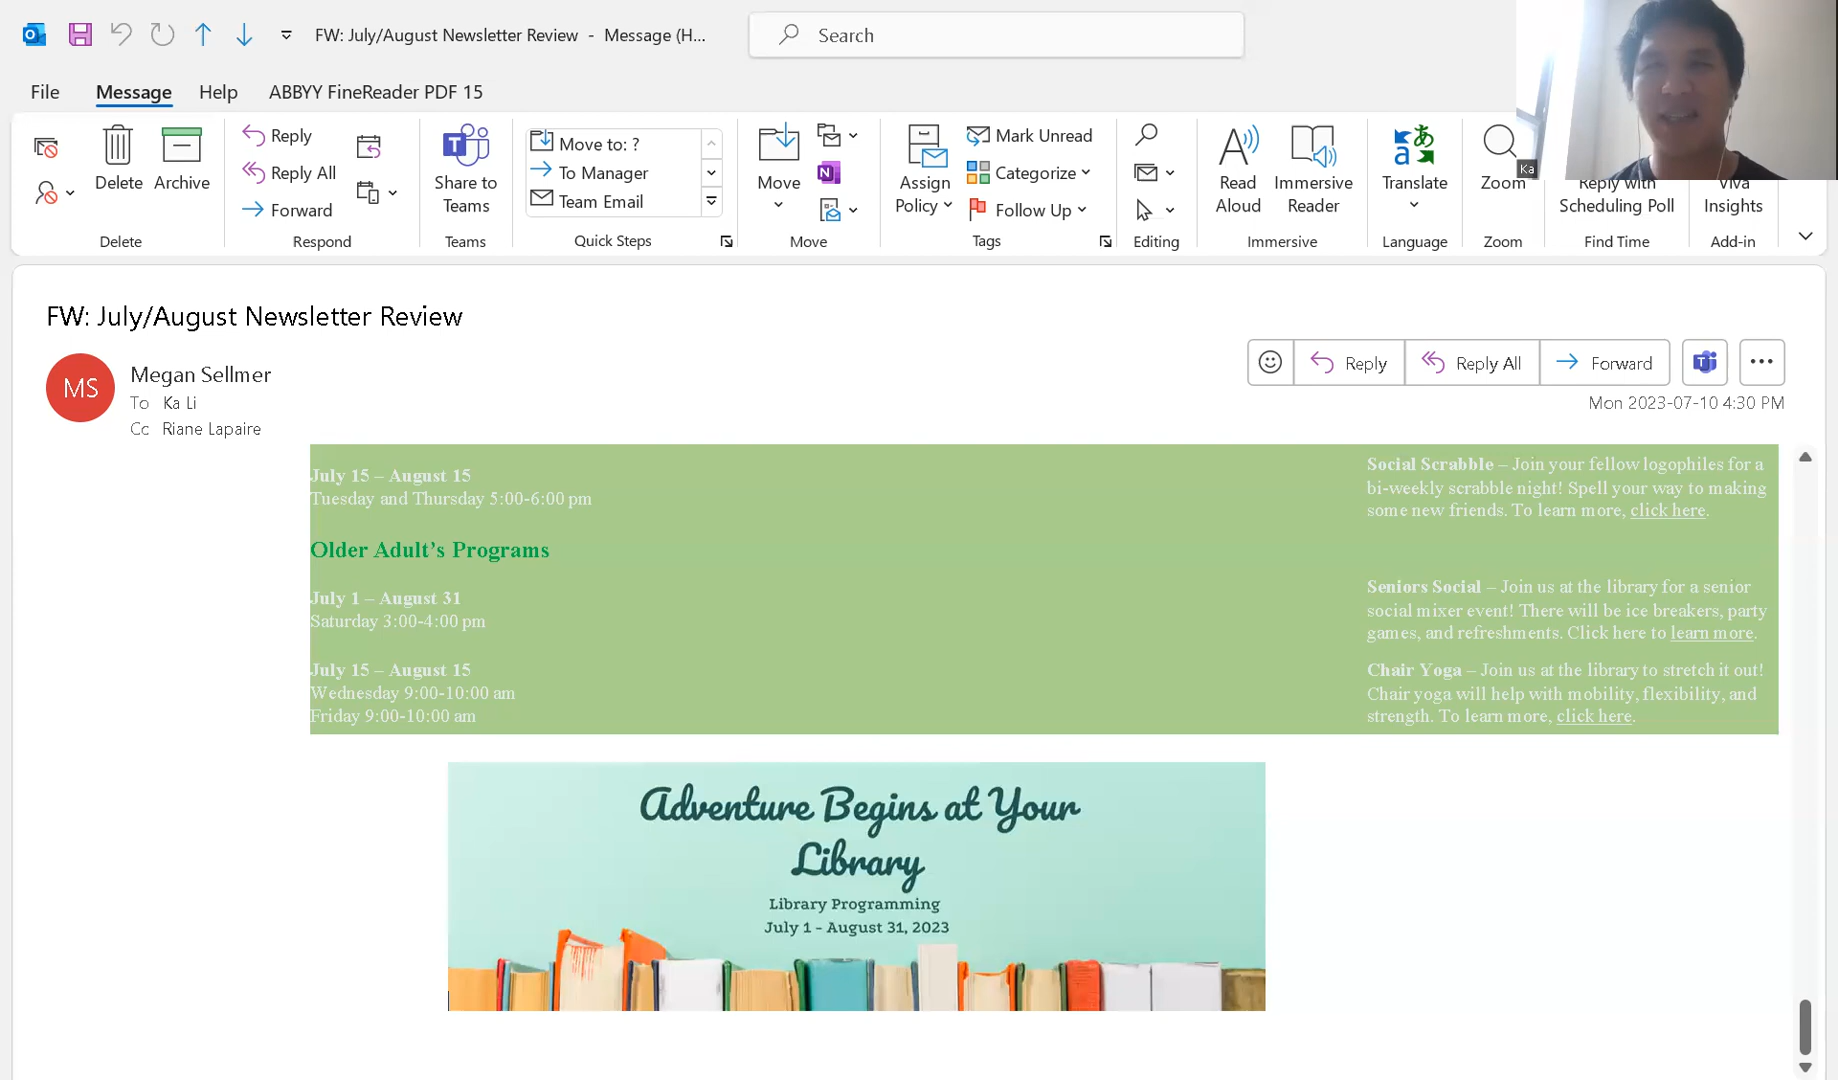 FW: July/August Newsletter Review - Message (H...
Search
File Message Help ABBYY FineReader PDF 15
Delete
Archive
Reply
Reply All
Forward
Share to
Teams
Move to: ?
To Manager
Team Email
Move
Assign
Policy
Mark Unread
Categorize
Follow Up
Read
Aloud
Immersive
Reader
Translate
Zoom
Ka
Reply with
Scheduling Poll
Viva
Insights
Delete Respond Teams Quick Steps Move Tags Editing Immersive Language Zoom Find Time Add-in
FW: July/August Newsletter Review
MS
Megan Sellmer
To Ka Li
Cc Riane Lapaire
Reply Reply All Forward
Mon 2023-07-10 4:30 PM
July 15 – August 15
Tuesday and Thursday 5:00-6:00 pm
Social Scrabble – Join your fellow logophiles for a
bi-weekly scrabble night! Spell your way to making
some new friends. To learn more, click here.
Older Adult’s Programs
July 1 – August 31
Saturday 3:00-4:00 pm
Seniors Social – Join us at the library for a senior
social mixer event! There will be ice breakers, party
games, and refreshments. Click here to learn more.
July 15 – August 15
Wednesday 9:00-10:00 am
Friday 9:00-10:00 am
Chair Yoga – Join us at the library to stretch it out!
Chair yoga will help with mobility, flexibility, and
strength. To learn more, click here.
Adventure Begins at Your
Library
Library Programming
July 1 - August 31, 2023